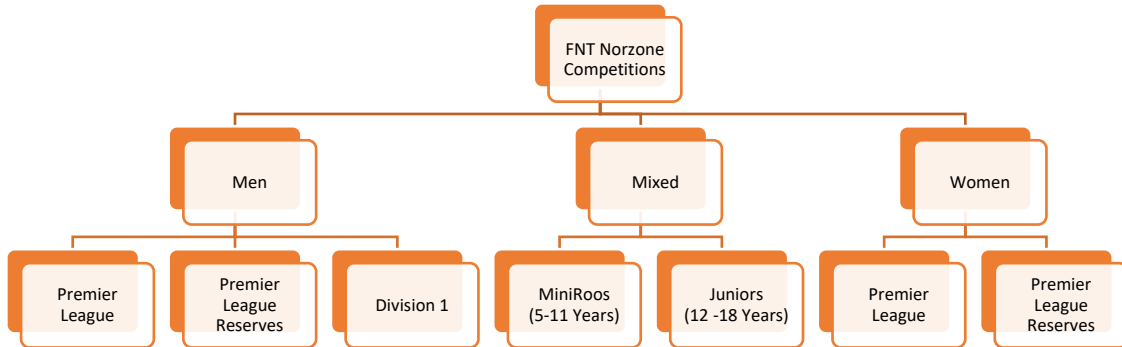 FNT Norzone
Competitions
Men
Mixed
Women
Premier
League
Premier
League
Reserves
Division 1
MiniRoos
(5-11 Years)
Juniors
(12 -18 Years)
Premier
League
Premier
League
Reserves